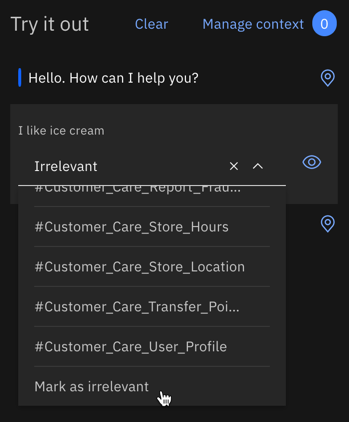 Try it out Clear Manage context 0
Hello. How can I help you?
I like ice cream
Irrelevant
#Customer_Care_Report_Frau...
#Customer_Care_Store_Hours
#Customer_Care_Store_Location
#Customer_Care_Transfer_Poi...
#Customer_Care_User_Profile
Mark as irrelevant